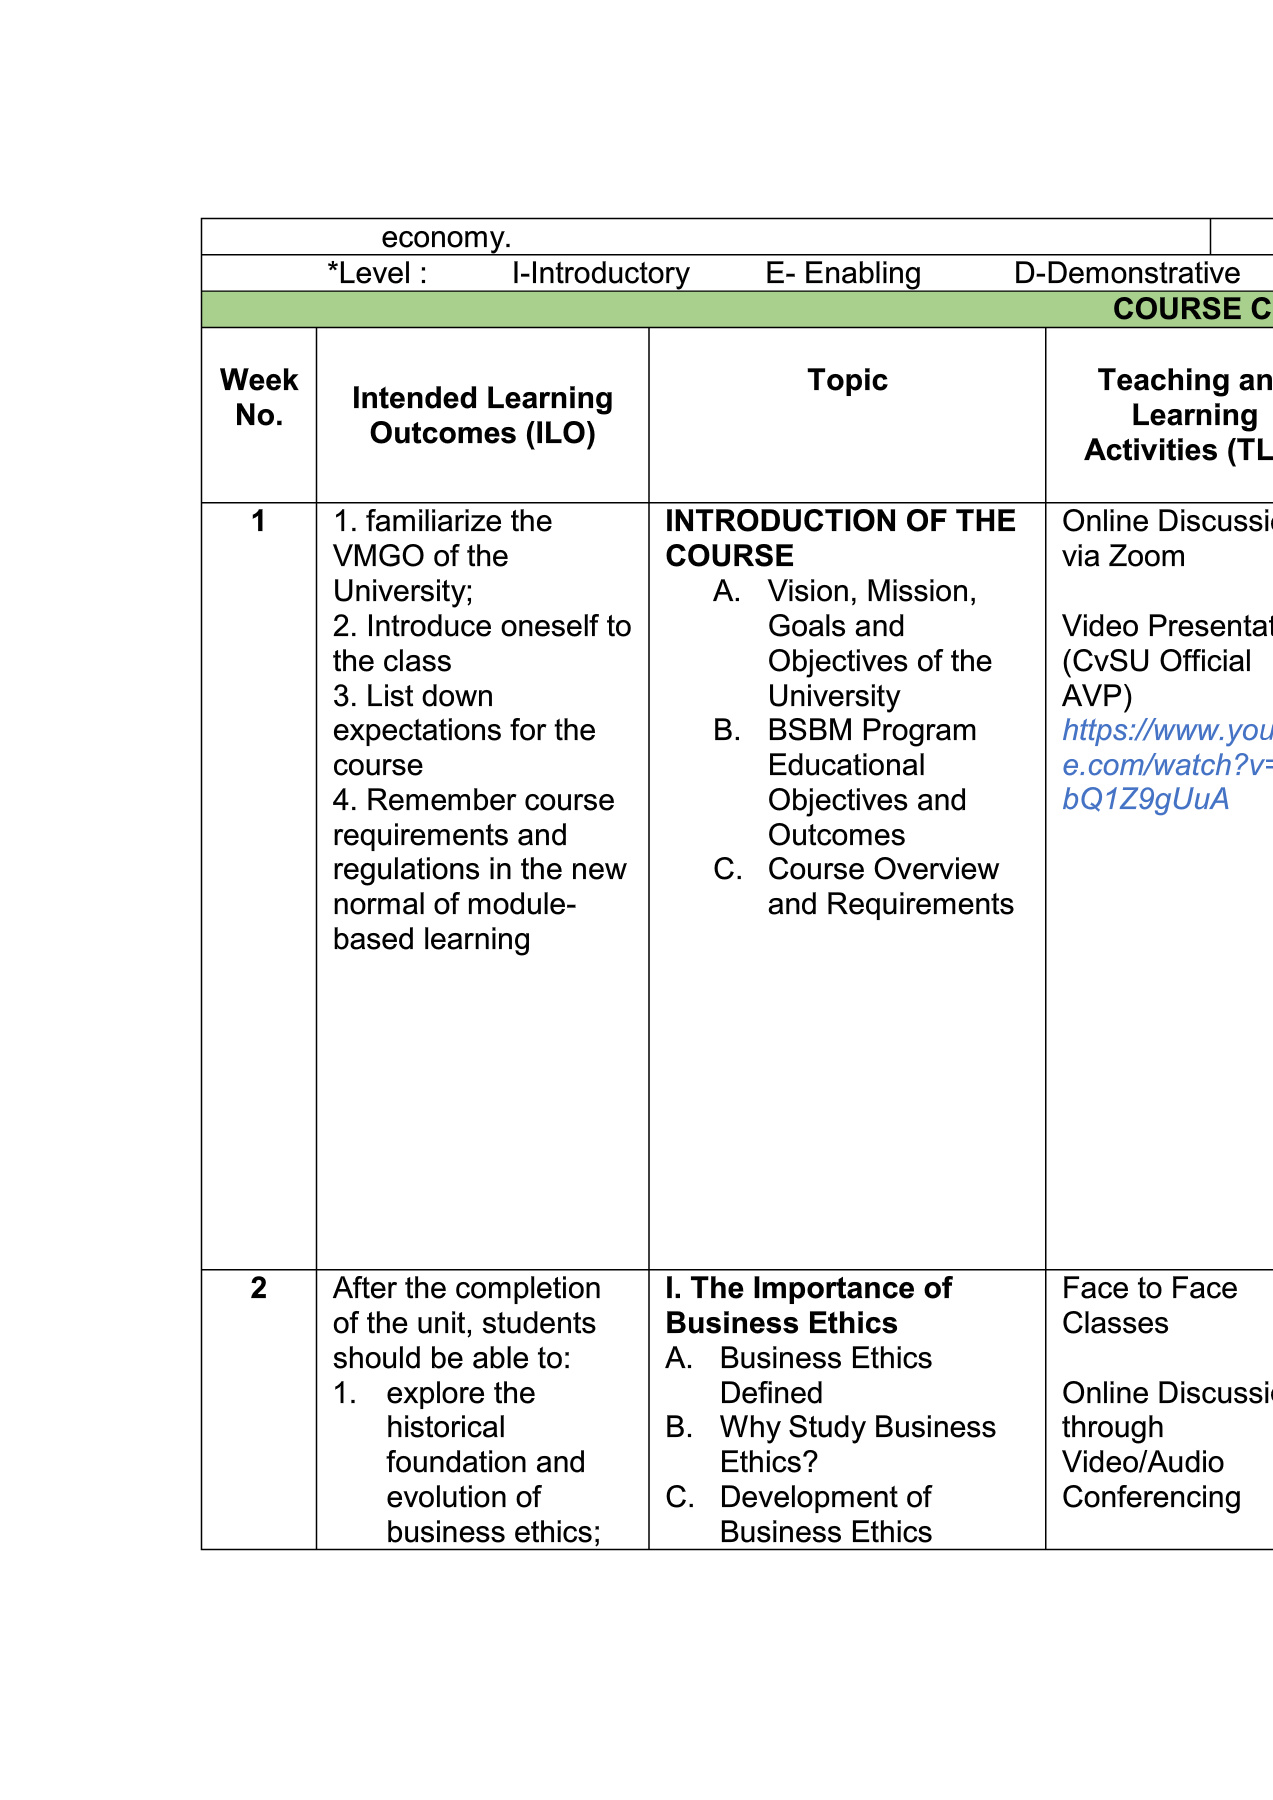 economy.
*Level : I-Introductory E- Enabling D-Demonstrative
COURSE C
Week
No.
Intended Learning
Outcomes (ILO)
Topic
Teaching an
Learning
Activities (TL
1
1. familiarize the
VMGO of the
University;
2. Introduce oneself to
the class
3. List down
expectations for the
course
4. Remember course
requirements and
regulations in the new
normal of module-
based learning
INTRODUCTION OF THE
COURSE
A. Vision, Mission,
Goals and
Objectives of the
University
B. BSBM Program
Educational
Objectives and
Outcomes
C. Course Overview
and Requirements
Online Discussi
via Zoom
Video Presentat
(CvSU Official
AVP)
https://www.you
e.com/watch?v=
bQ1Z9gUuA
2
After the completion
of the unit, students
should be able to:
1. explore the
historical
foundation and
evolution of
business ethics;
I. The Importance of
Business Ethics
A. Business Ethics
Defined
B. Why Study Business
Ethics?
C. Development of
Business Ethics
Face to Face
Classes
Online Discussi
through
Video/Audio
Conferencing